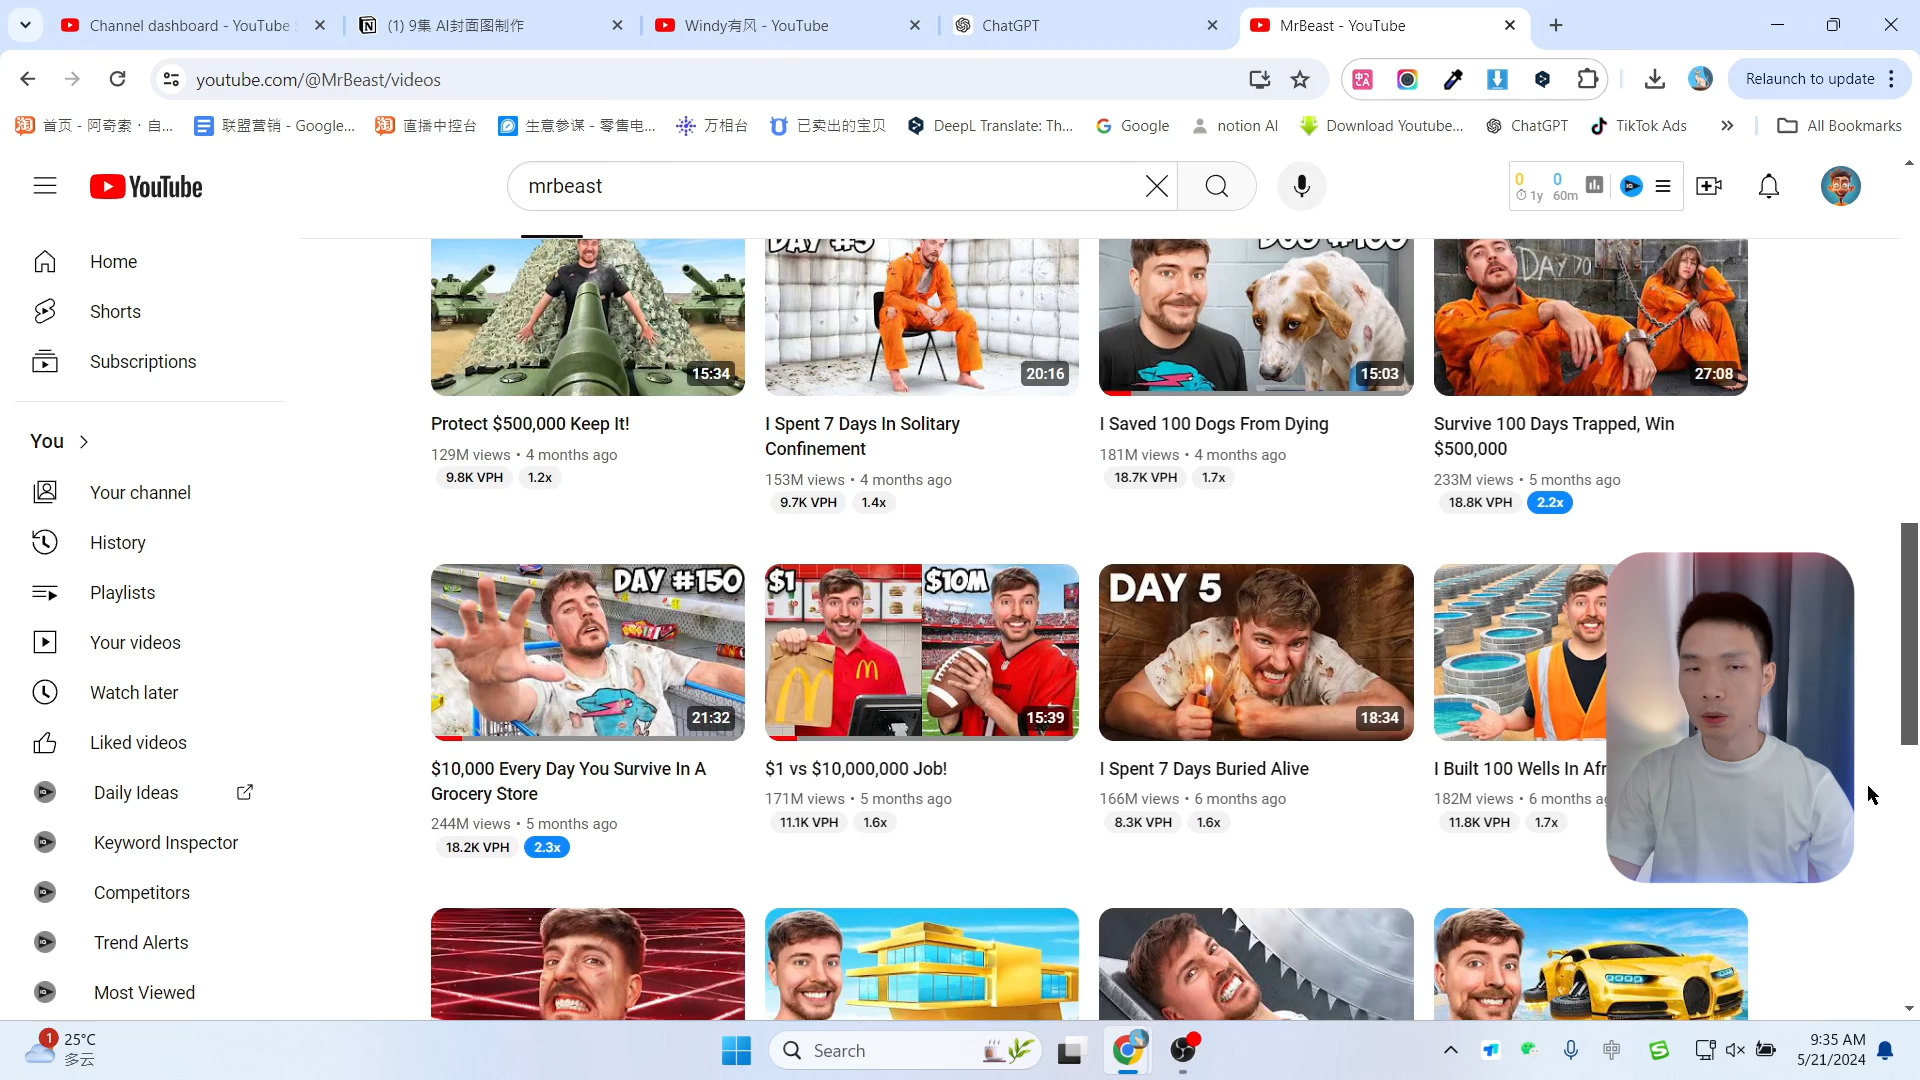 Channel dashboard - YouTube S
(1) 9集 AI封面图制作
Windy有风 - YouTube
ChatGPT
MrBeast - YouTube
youtube.com/@MrBeast/videos
Relaunch to update
首页 - 阿奇索 · 自...
联盟营销 - Google...
直播中控台
生意参谋 - 零售电...
万相台
已卖出的宝贝
DeepL Translate: Th...
Google
notion AI
Download Youtube...
ChatGPT
TikTok Ads
All Bookmarks
YouTube
mrbeast
0
1y
0
60m
Home
Shorts
Subscriptions
You
Your channel
History
Playlists
Your videos
Watch later
Liked videos
Daily Ideas
Keyword Inspector
Competitors
Trend Alerts
Most Viewed
15:34
Protect $500,000 Keep It!
129M views • 4 months ago
9.8K VPH 1.2x
DAY #5
20:16
I Spent 7 Days In Solitary
Confinement
153M views • 4 months ago
9.7K VPH 1.4x
DOG #100
15:03
I Saved 100 Dogs From Dying
181M views • 4 months ago
18.7K VPH 1.7x
DAY 70
27:08
Survive 100 Days Trapped, Win
$500,000
233M views • 5 months ago
18.8K VPH 2.2x
DAY #150
21:32
$10,000 Every Day You Survive In A
Grocery Store
244M views • 5 months ago
18.2K VPH 2.3x
$1
$10M
15:39
$1 vs $10,000,000 Job!
171M views • 5 months ago
11.1K VPH 1.6x
DAY 5
18:34
I Spent 7 Days Buried Alive
166M views • 6 months ago
8.3K VPH 1.6x
I Built 100 Wells In Afr
182M views • 6 months a
11.8K VPH 1.7x
1
25°C
多云
Search
中
9:35 AM
5/21/2024